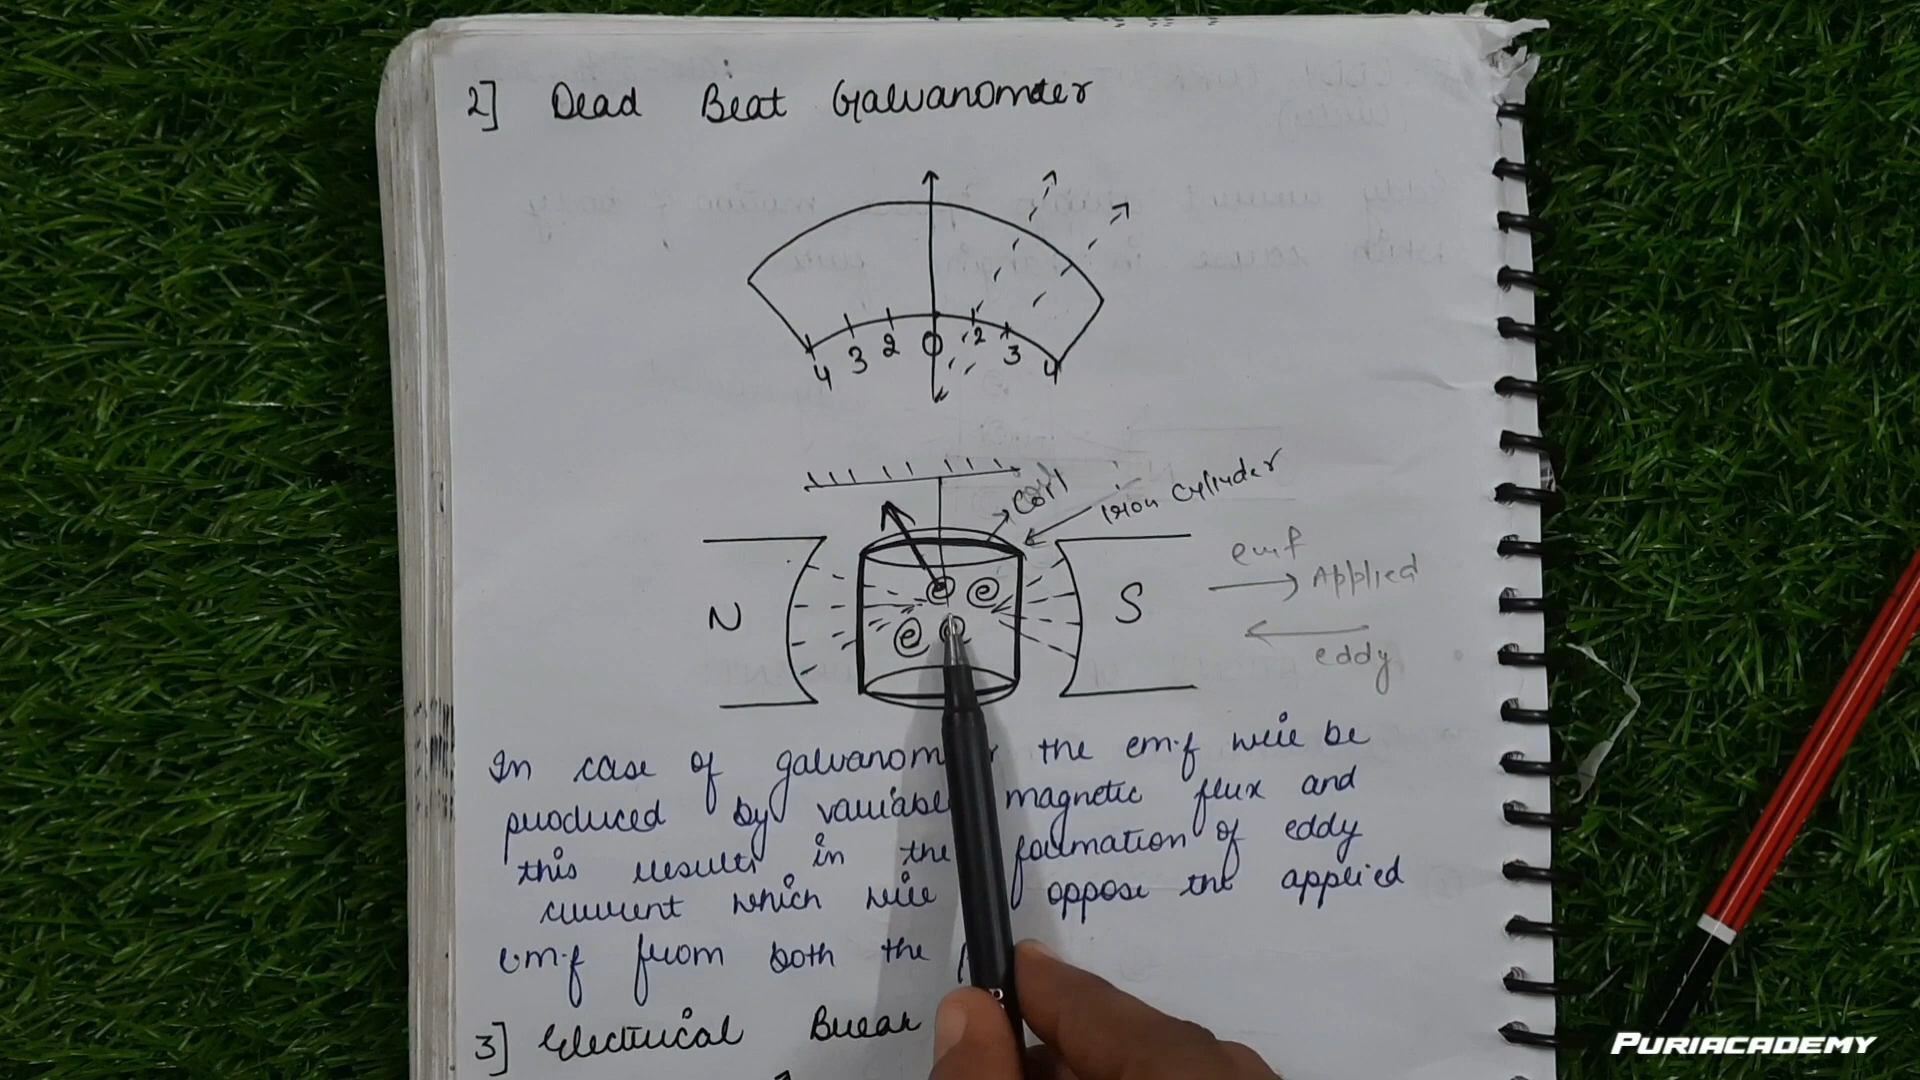 2] Dead Beat Galvanometer
4 3 2 0 2 3 4
Coil
Iron Cylinder
N
S
emf
Applied
eddy
e e e
In case of the em.f will be
produced by magnetic flux and
this results in the formation of eddy
current which will oppose the applied
em.f from both the
3] Electrical Break
PURIACADEMY